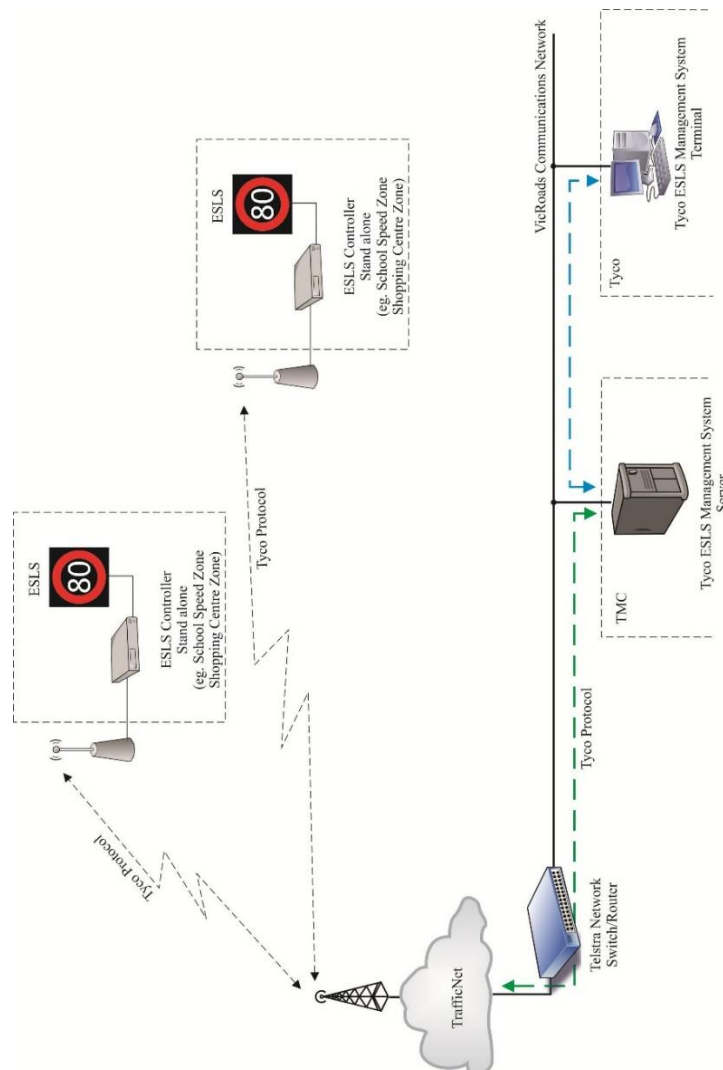 ESLS
80
ESLS Controller
Stand alone
(eg. School Speed Zone
Shopping Centre Zone)
Tyco Protocol
ESLS
80
ESLS Controller
Stand alone
(eg. School Speed Zone
Shopping Centre Zone)
Tyco Protocol
TrafficNet
Telstra Network
Switch/Router
Tyco Protocol
VicRoads Communications Network
TMC
Tyco ESLS Management System
Server
Tyco
Tyco ESLS Management System
Terminal